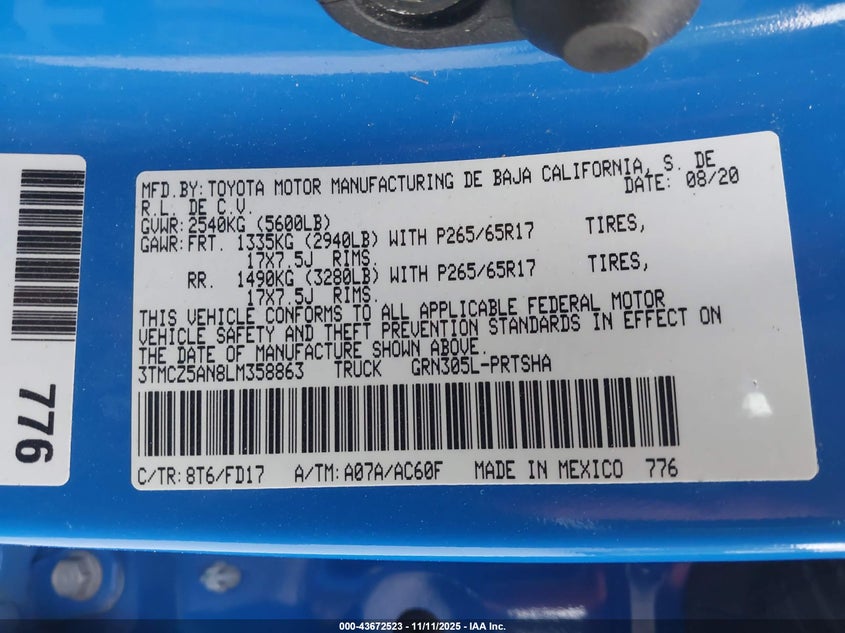 MFD.BY:TOYOTA MOTOR MANUFACTURING DE BAJA CALIFORNIA, S. DE
R.L. DE C.V. DATE: 08/20
GVWR:2540KG (5600LB)
GAWR:FRT. 1335KG (2940LB) WITH P265/65R17 TIRES,
17X7.5J RIMS.
RR. 1490KG (3280LB) WITH P265/65R17 TIRES,
17X7.5J RIMS.
THIS VEHICLE CONFORMS TO ALL APPLICABLE FEDERAL MOTOR
VEHICLE SAFETY AND THEFT PREVENTION STANDARDS IN EFFECT ON
THE DATE OF MANUFACTURE SHOWN ABOVE.
3TMCZ5AN8LM358863 TRUCK GRN305L-PRTSHA
C/TR:8T6/FD17 A/TM:A07A/AC60F MADE IN MEXICO 776
776
000-43672523 - 11/11/2025 - IAA Inc.